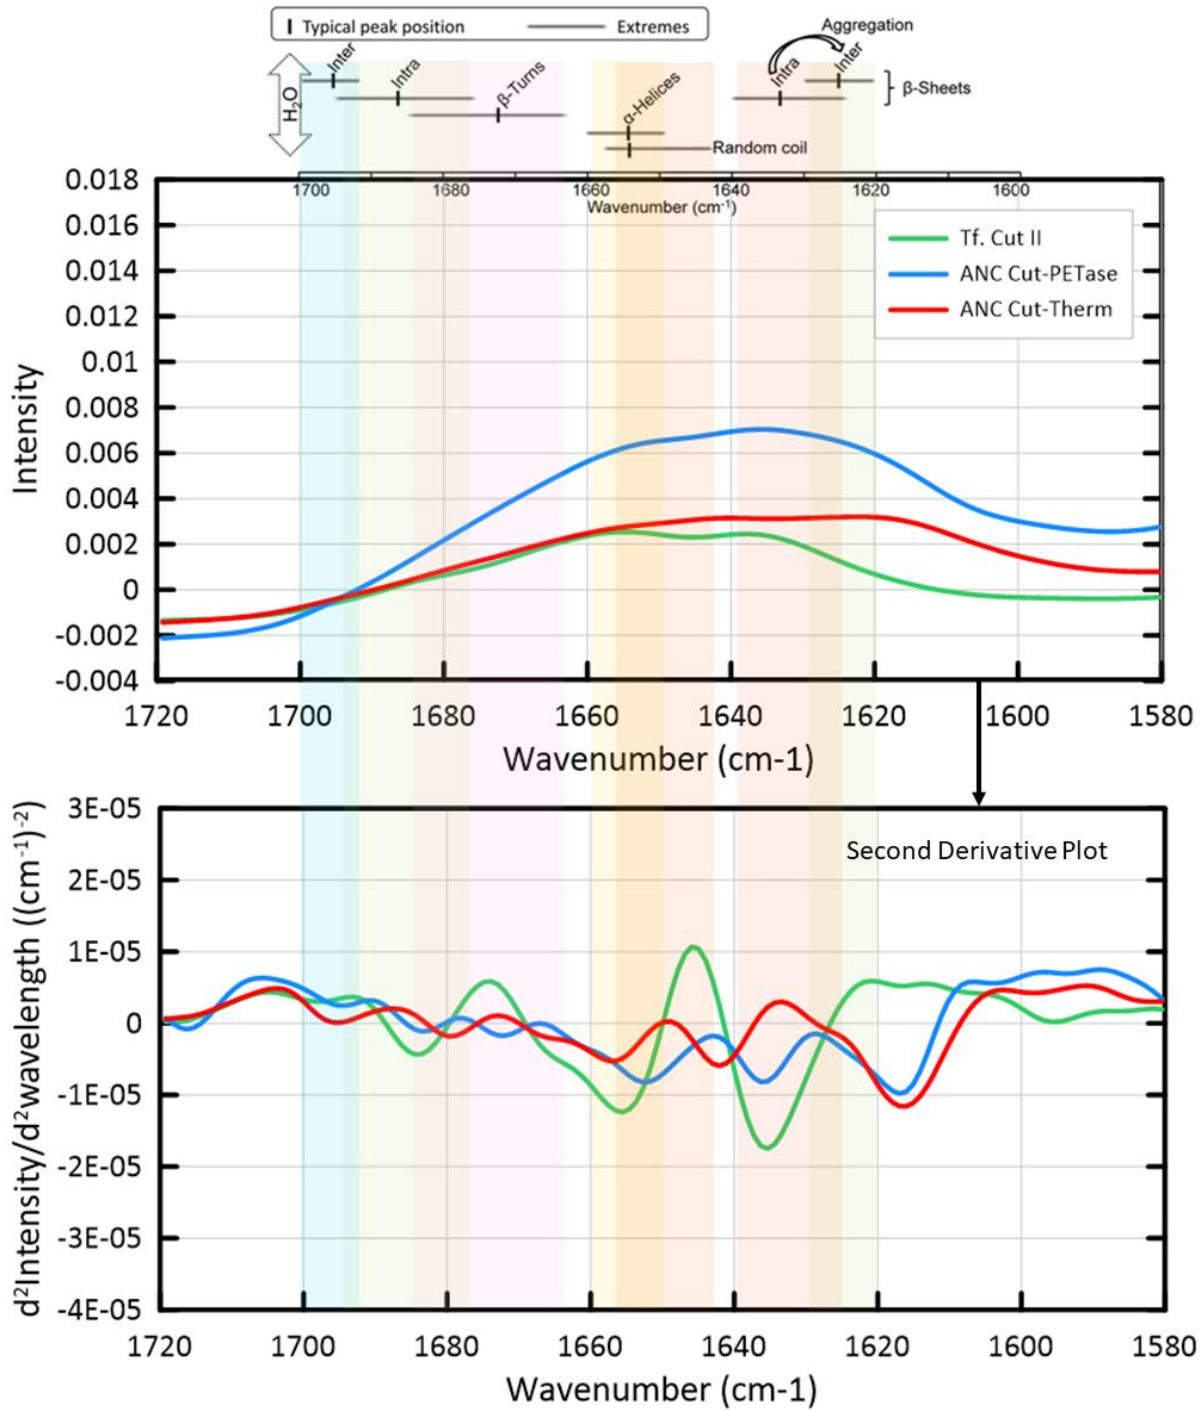 Typical peak position Extremes
Aggregation
Inter Intra β-Turns α-Helices Intra Inter
β-Sheets
H2O
Random coil
0.018
0.016
0.014
0.012
0.01
0.008
0.006
0.004
0.002
0
-0.002
-0.004
Intensity
1700 1680 1660 1640 1620 1600
Wavenumber (cm-1)
Tf. Cut II
ANC Cut-PETase
ANC Cut-Therm
1720 1700 1680 1660 1640 1620 1600 1580
Wavenumber (cm-1)
3E-05
2E-05
1E-05
0
-1E-05
-2E-05
-3E-05
-4E-05
d2Intensity/d2wavelength ((cm-1)-2)
Second Derivative Plot
1720 1700 1680 1660 1640 1620 1600 1580
Wavenumber (cm-1)